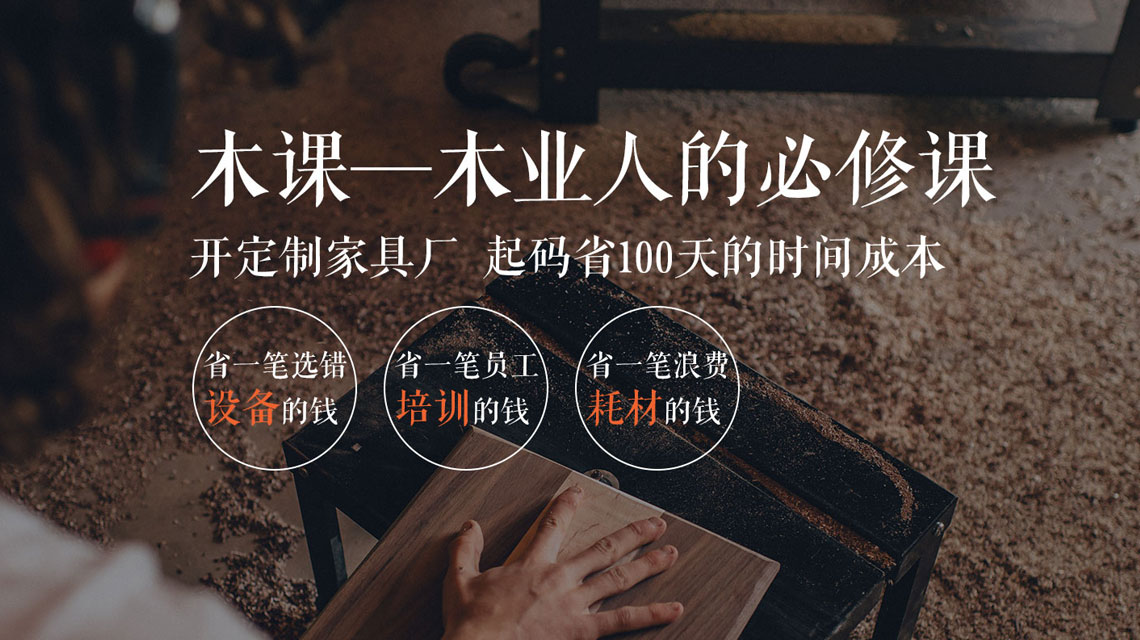 木课—木业人的必修课
开定制家具厂 起码省100天的时间成本
省一笔选错
设备的钱
省一笔员工
培训的钱
省一笔浪费
耗材的钱